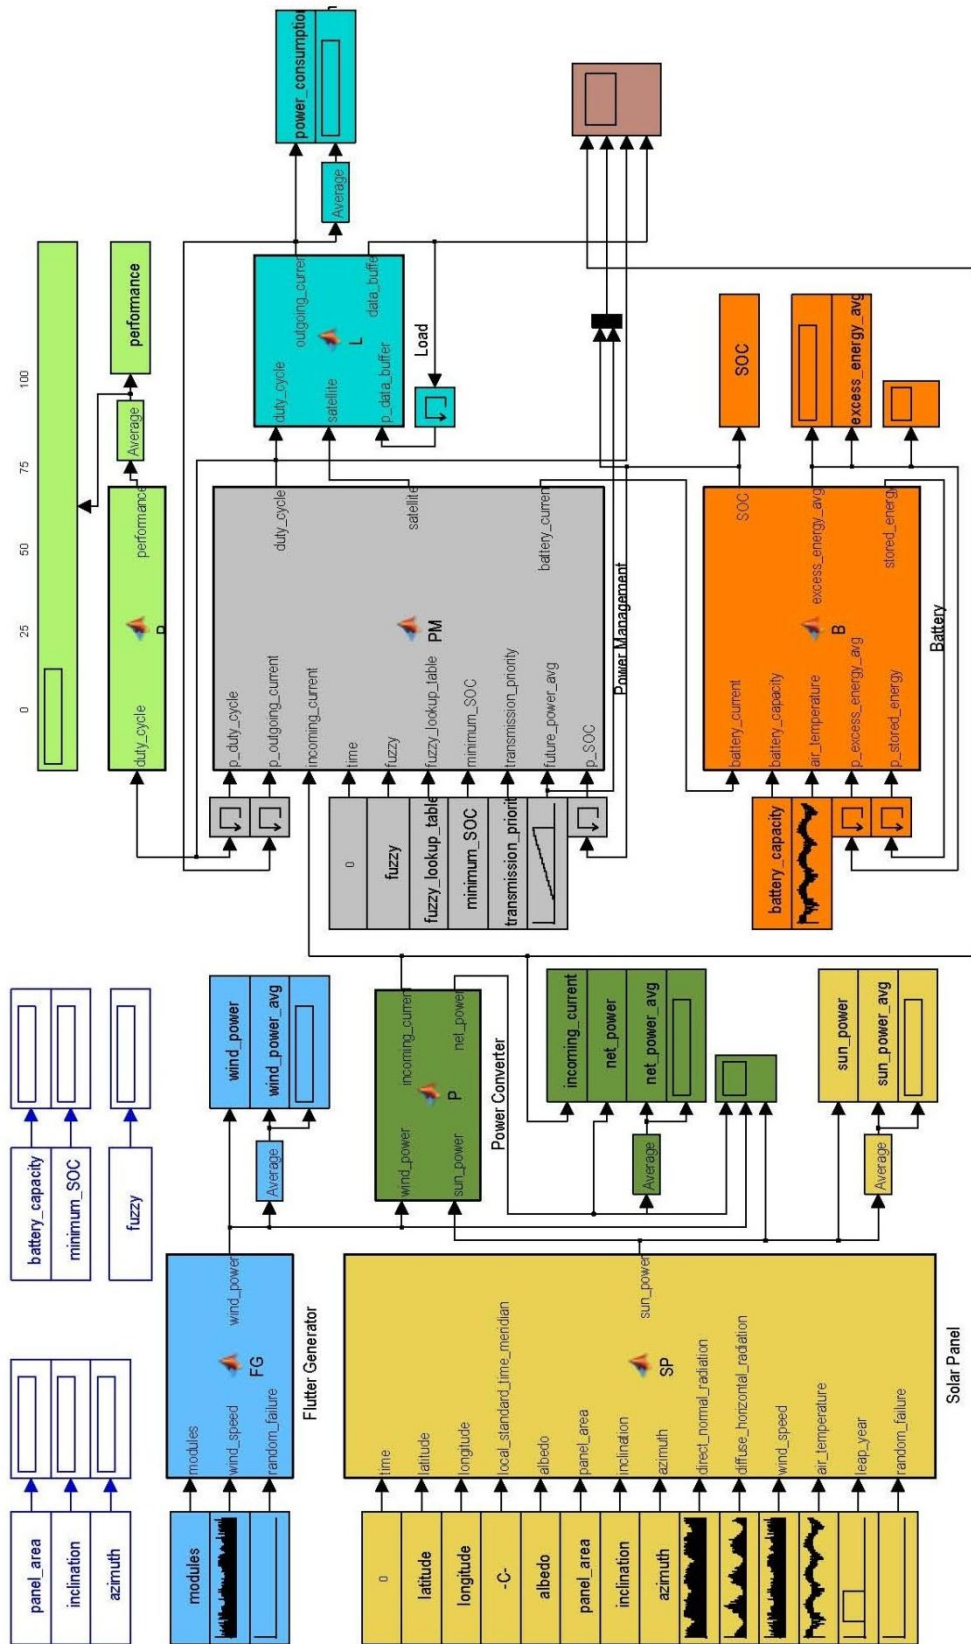 panel_area
inclination
azimuth
battery_capacity
minimum_SOC
fuzzy
modules
modules
wind_speed
random_failure
FG
wind_power
Flutter Generator
Average
wind_power
wind_power_avg
0
latitude
longitude
-C-
albedo
panel_area
inclination
azimuth
time
latitude
longitude
local_standard_time_meridian
albedo
panel_area
inclination
azimuth
direct_normal_radiation
diffuse_horizontal_radiation
wind_speed
air_temperature
leap_year
random_failure
SP
sun_power
Solar Panel
wind_power
sun_power
P
incoming_current
net_power
Power Converter
Average
incoming_current
net_power
net_power_avg
Average
sun_power
sun_power_avg
0
25
50
75
100
duty_cycle
performance
Average
performance
0
fuzzy
fuzzy_lookup_table
minimum_SOC
transmission_priorit
p_duty_cycle
p_outgoing_current
incoming_current
time
fuzzy
fuzzy_lookup_table
minimum_SOC
transmission_priority
future_power_avg
p_SOC
PM
duty_cycle
satellite
battery_current
Power Management
duty_cycle
satellite
p_data_buffer
L
outgoing_current
data_buffer
Load
Average
power_consumption
battery_capacity
battery_current
battery_capacity
air_temperature
p_excess_energy_avg
p_stored_energy
B
SOC
excess_energy_avg
stored_energy
Battery
SOC
excess_energy_avg